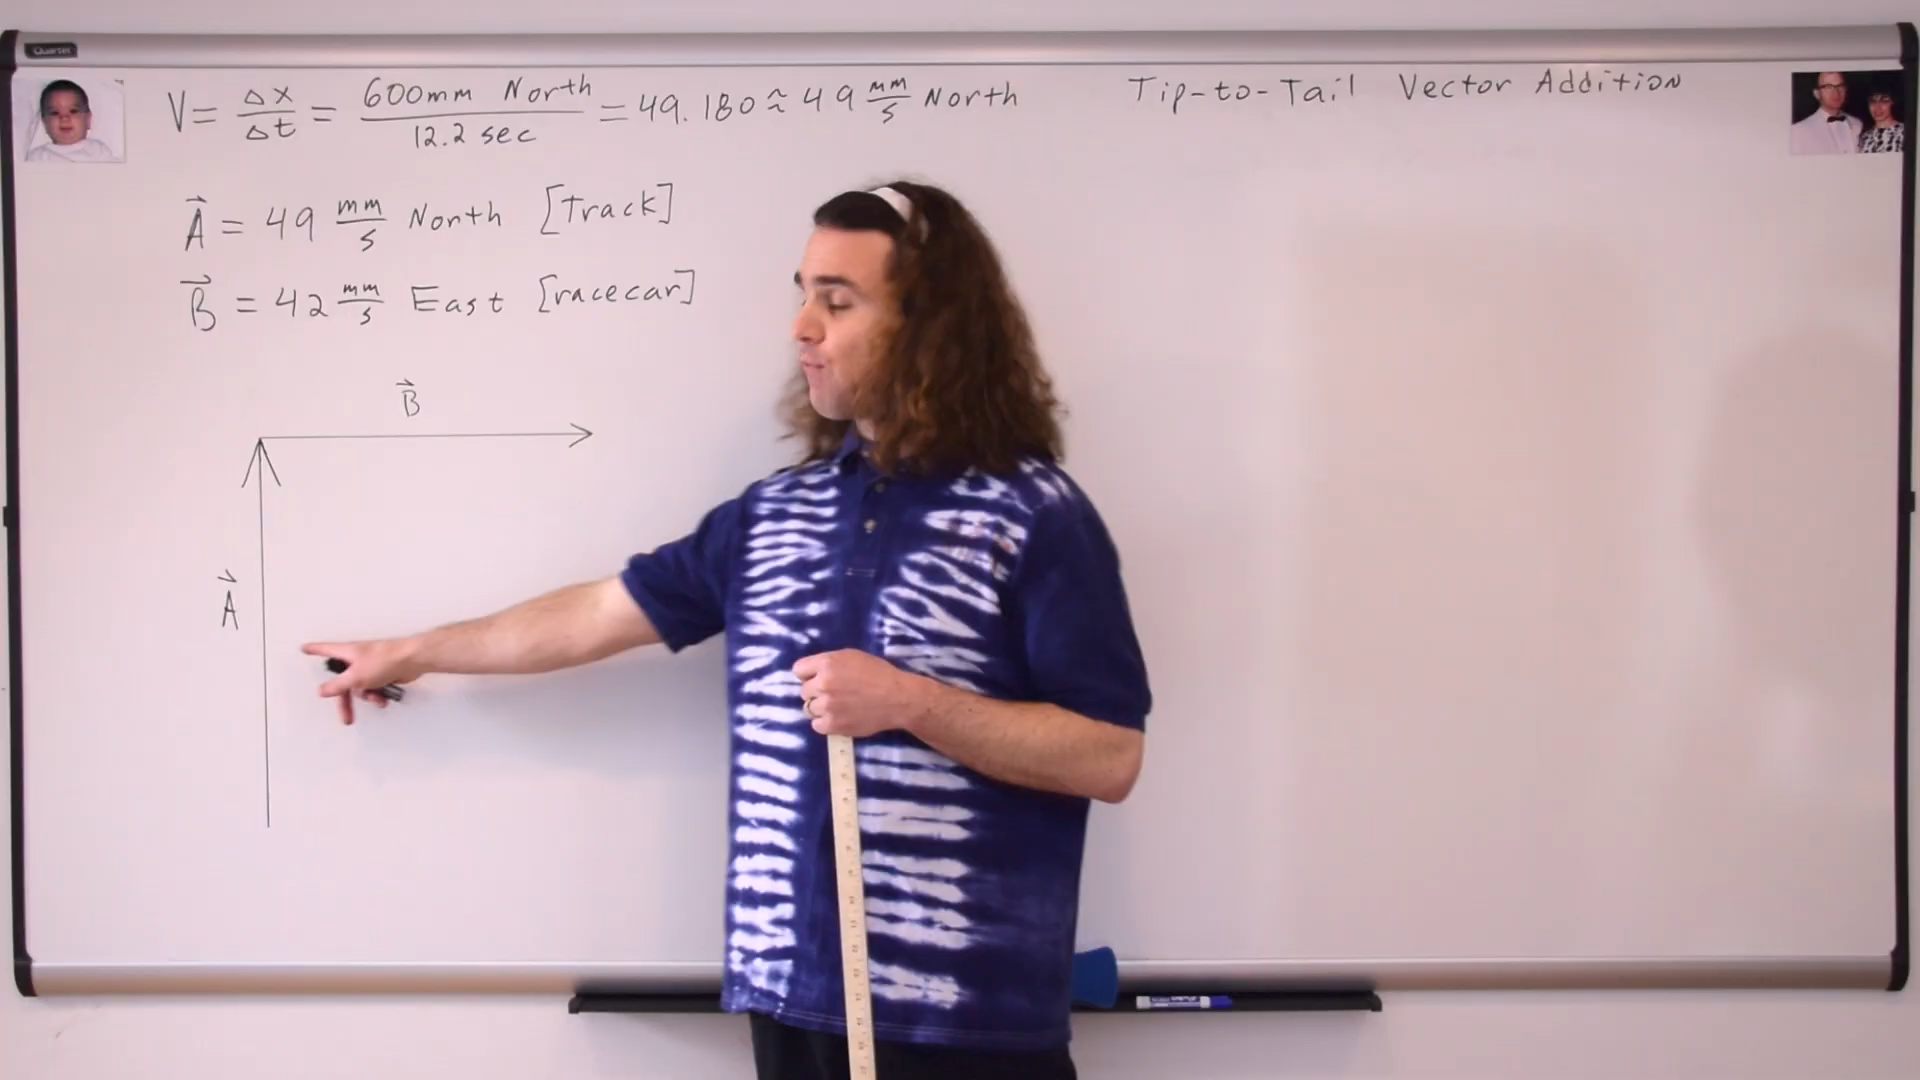 Quartet
V = Δx/Δt = 600mm North/12.2 sec = 49.180 ≈ 49 mm/s North
Tip-to-Tail Vector Addition
A⃗ = 49 mm/s North [Track]
B⃗ = 42 mm/s East [racecar]
B⃗
A⃗